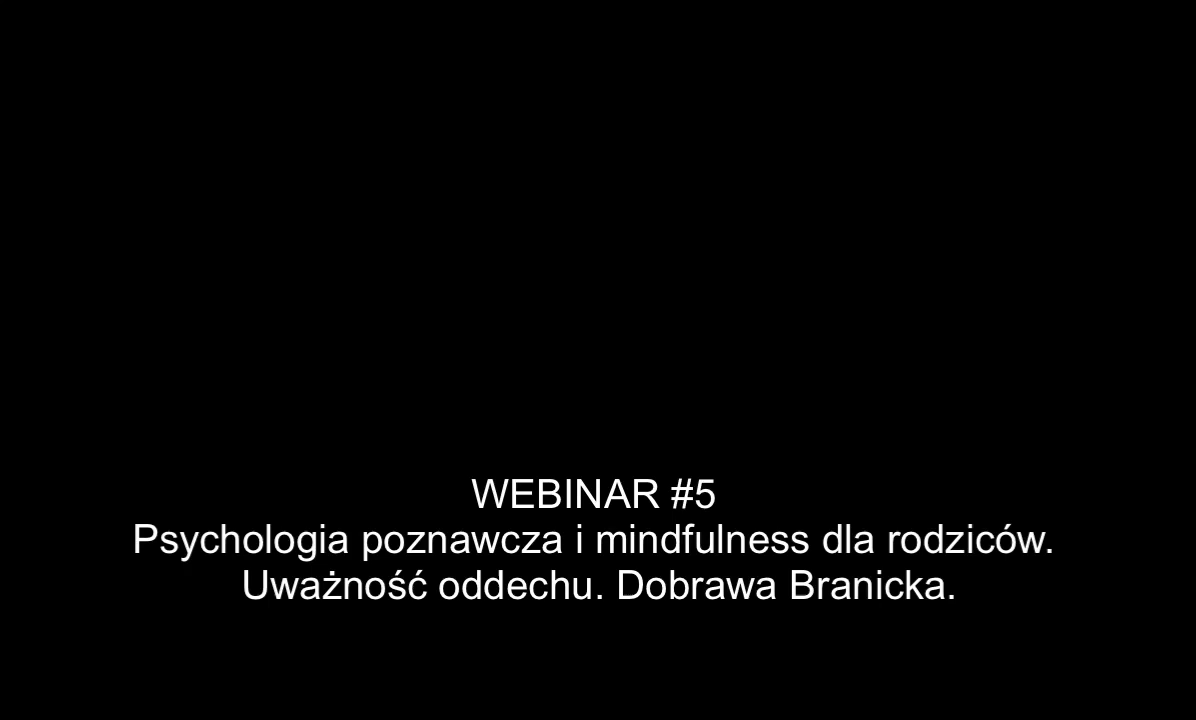 WEBINAR #5
Psychologia poznawcza i mindfulness dla rodziców.
Uważność oddechu. Dobrawa Branicka.